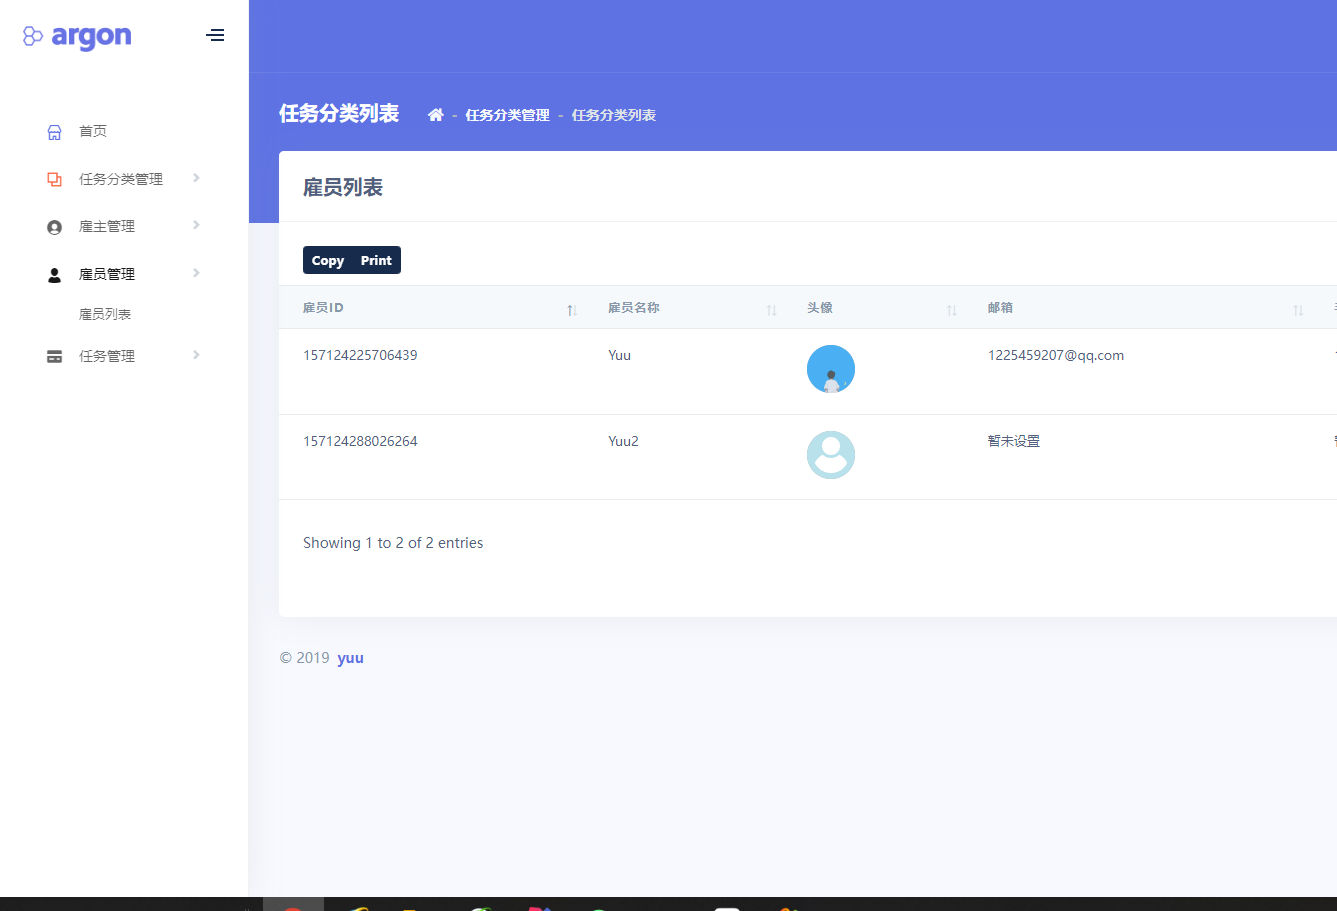 argon
首页
任务分类管理
雇主管理
雇员管理
雇员列表
任务管理
任务分类列表 - 任务分类管理 - 任务分类列表
雇员列表
Copy Print
雇员ID 雇员名称 头像 邮箱
157124225706439 Yuu 1225459207@qq.com
157124288026264 Yuu2 暂未设置
Showing 1 to 2 of 2 entries
© 2019 yuu